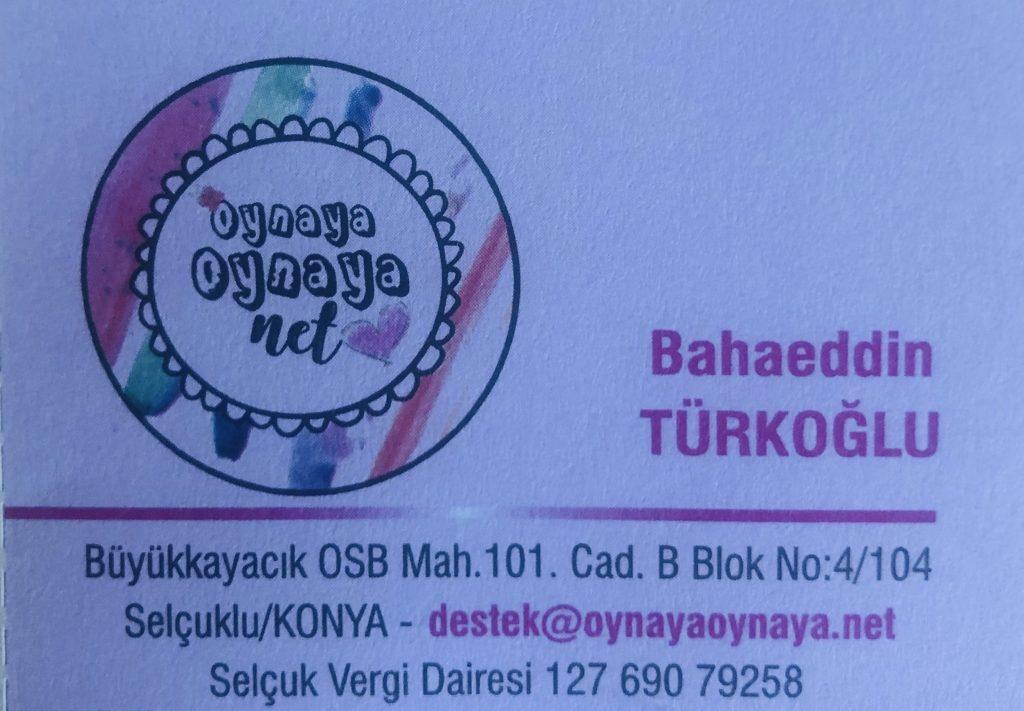 Oynaya
Oynaya
net
Bahaeddin
TÜRKOĞLU
Büyükkayacık OSB Mah.101. Cad. B Blok No:4/104
Selçuklu/KONYA - destek@oynayaoynaya.net
Selçuk Vergi Dairesi 127 690 79258